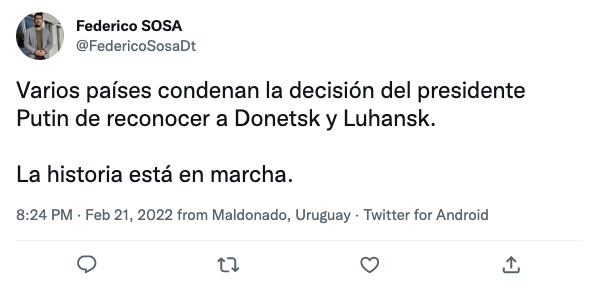 Federico SOSA
@FedericoSosaDt
Varios países condenan la decisión del presidente
Putin de reconocer a Donetsk y Luhansk.
La historia está en marcha.
8:24 PM · Feb 21, 2022 from Maldonado, Uruguay · Twitter for Android